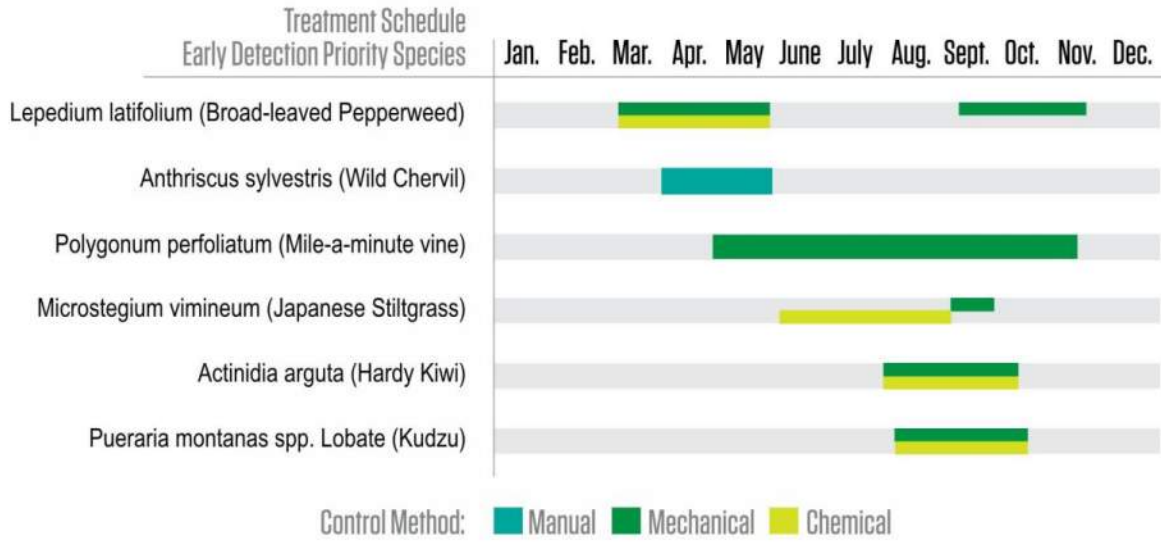 Treatment Schedule
Early Detection Priority Species
Jan. Feb. Mar. Apr. May June July Aug. Sept. Oct. Nov. Dec.
Lepedium latifolium (Broad-leaved Pepperweed)
Anthriscus sylvestris (Wild Chervil)
Polygonum perfoliatum (Mile-a-minute vine)
Microstegium vimineum (Japanese Stiltgrass)
Actinidia arguta (Hardy Kiwi)
Pueraria montanas spp. Lobate (Kudzu)
Control Method: Manual Mechanical Chemical